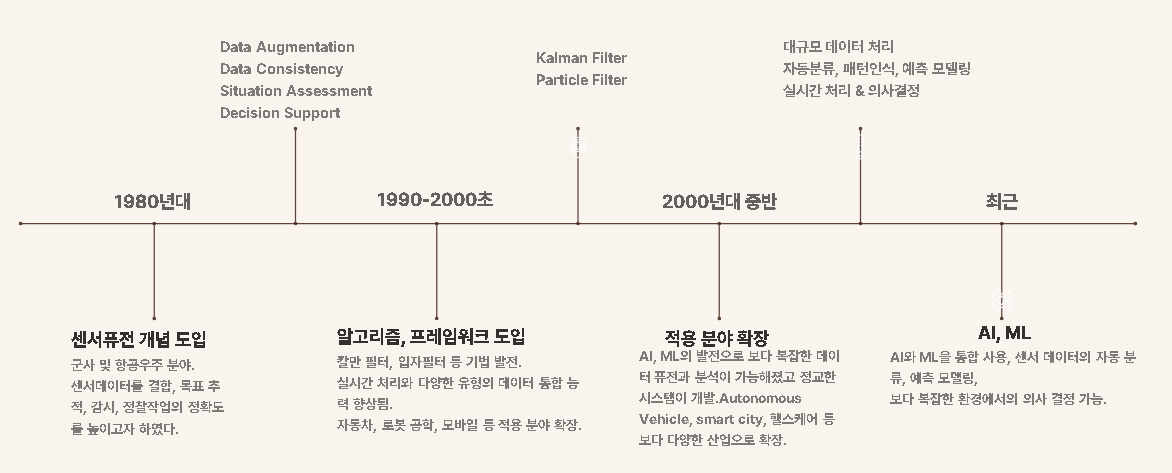 Data Augmentation
Data Consistency
Situation Assessment
Decision Support
Kalman Filter
Particle Filter
대규모 데이터 처리
자동분류, 패턴인식, 예측 모델링
실시간 처리 & 의사결정
1980년대
1990-2000초
2000년대 중반
최근
센서퓨전 개념 도입
군사 및 항공우주 분야.
센서데이터를 결합, 목표 추
적, 감시, 정찰작업의 정확도
를 높이고자 하였다.
알고리즘, 프레임워크 도입
칼만 필터, 입자필터 등 기법 발전.
실시간 처리와 다양한 유형의 데이터 통합 능
력 향상됨.
자동차, 로봇 공학, 모바일 등 적용 분야 확장.
적용 분야 확장
AI, ML의 발전으로 보다 복잡한 데이
터 퓨전과 분석이 가능해졌고 정교한
시스템이 개발.Autonomous
Vehicle, smart city, 헬스케어 등
보다 다양한 산업으로 확장.
AI, ML
AI와 ML을 통합 사용, 센서 데이터의 자동 분
류, 예측 모델링,
보다 복잡한 환경에서의 의사 결정 가능.